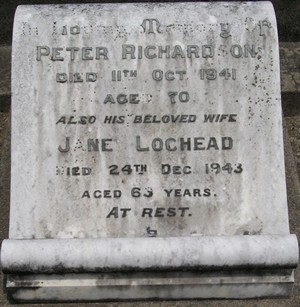 In Loving Memory of
PETER RICHARDSON
DIED 11TH OCT 1941
AGED 70
ALSO HIS BELOVED WIFE
JANE LOCHEAD
DIED 24TH DEC 1943
AGED 63 YEARS.
AT REST.